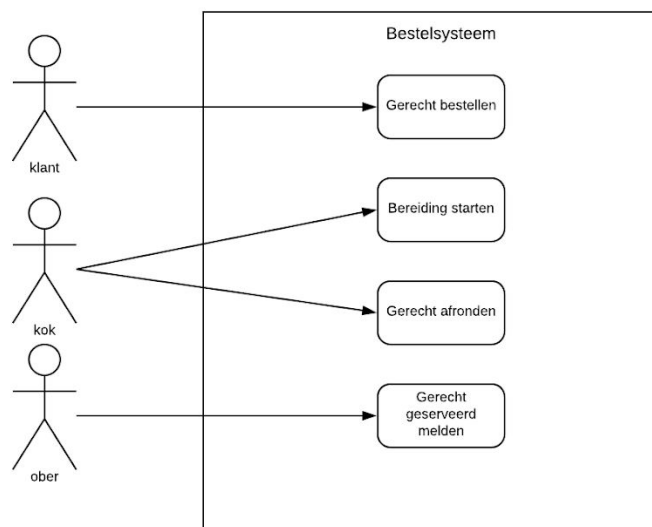 Bestelsysteem
Gerecht bestellen
klant
Bereiding starten
kok
Gerecht afronden
Gerecht
geserveerd
melden
ober